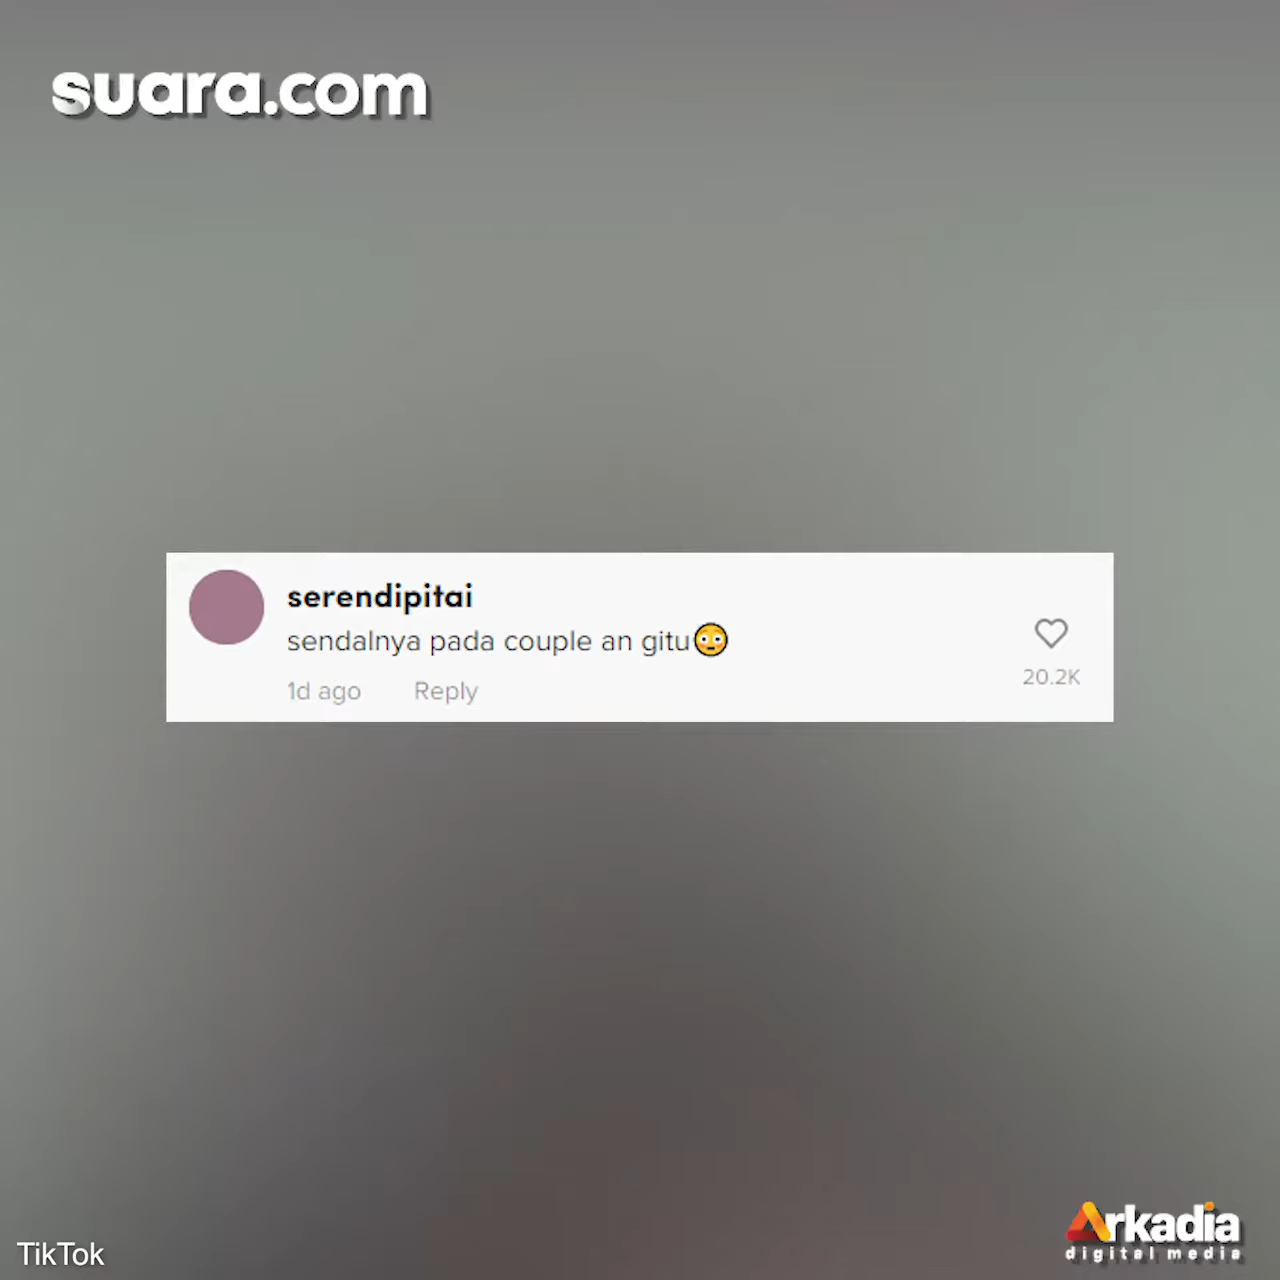 suara.com
serendipitai
sendalnya pada couple an gitu😳
1d ago Reply
20.2K
TikTok
Arkadia
digital media